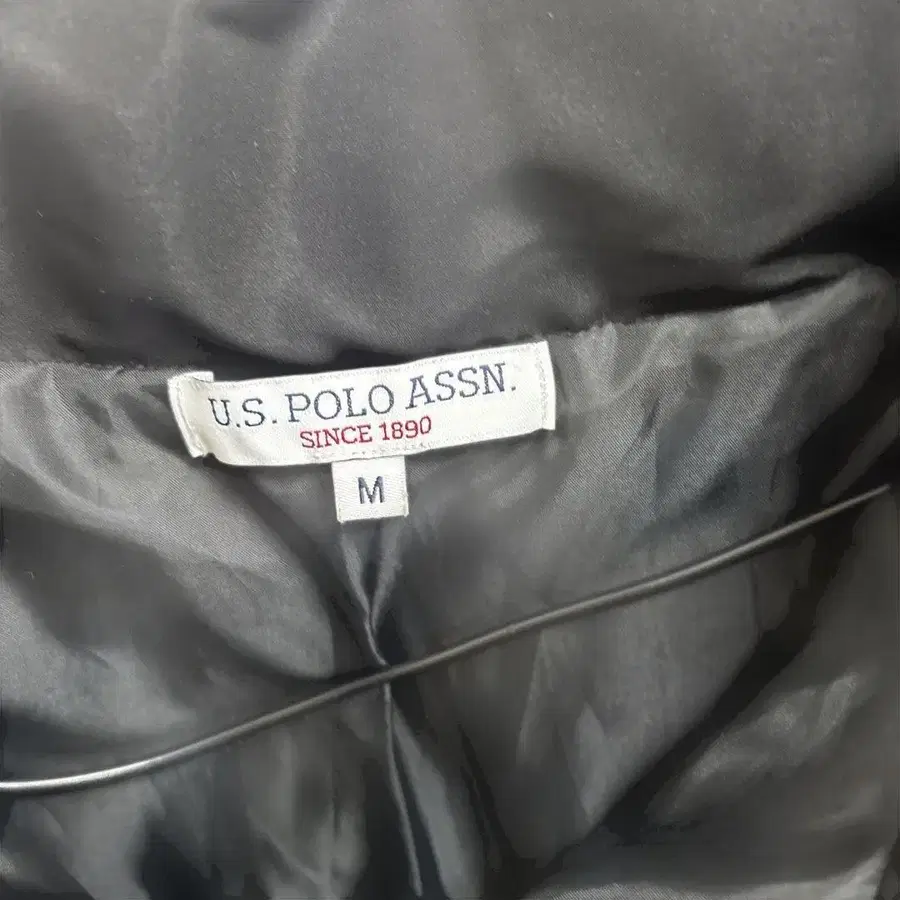 U.S. POLO ASSN.
SINCE 1890
M